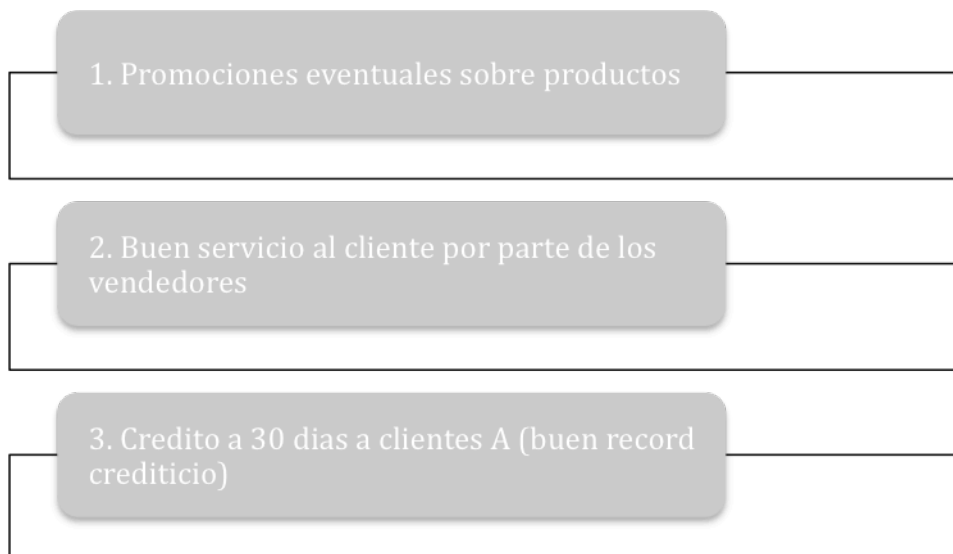 1. Promociones eventuales sobre productos
2. Buen servicio al cliente por parte de los
vendedores
3. Credito a 30 dias a clientes A (buen record
crediticio)